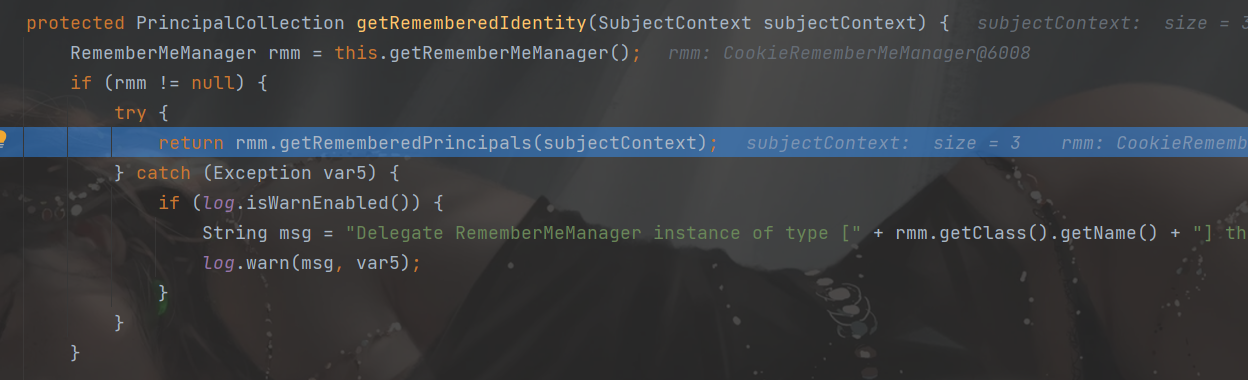 protected PrincipalCollection getRememberedIdentity(SubjectContext subjectContext) {   subjectContext:  size = 3
    RememberMeManager rmm = this.getRememberMeManager();   rmm: CookieRememberMeManager@6008
    if (rmm != null) {
        try {
            return rmm.getRememberedPrincipals(subjectContext);   subjectContext:  size = 3    rmm: CookieRememb
        } catch (Exception var5) {
            if (log.isWarnEnabled()) {
                String msg = "Delegate RememberMeManager instance of type [" + rmm.getClass().getName() + "] th
                log.warn(msg, var5);
            }
        }
    }